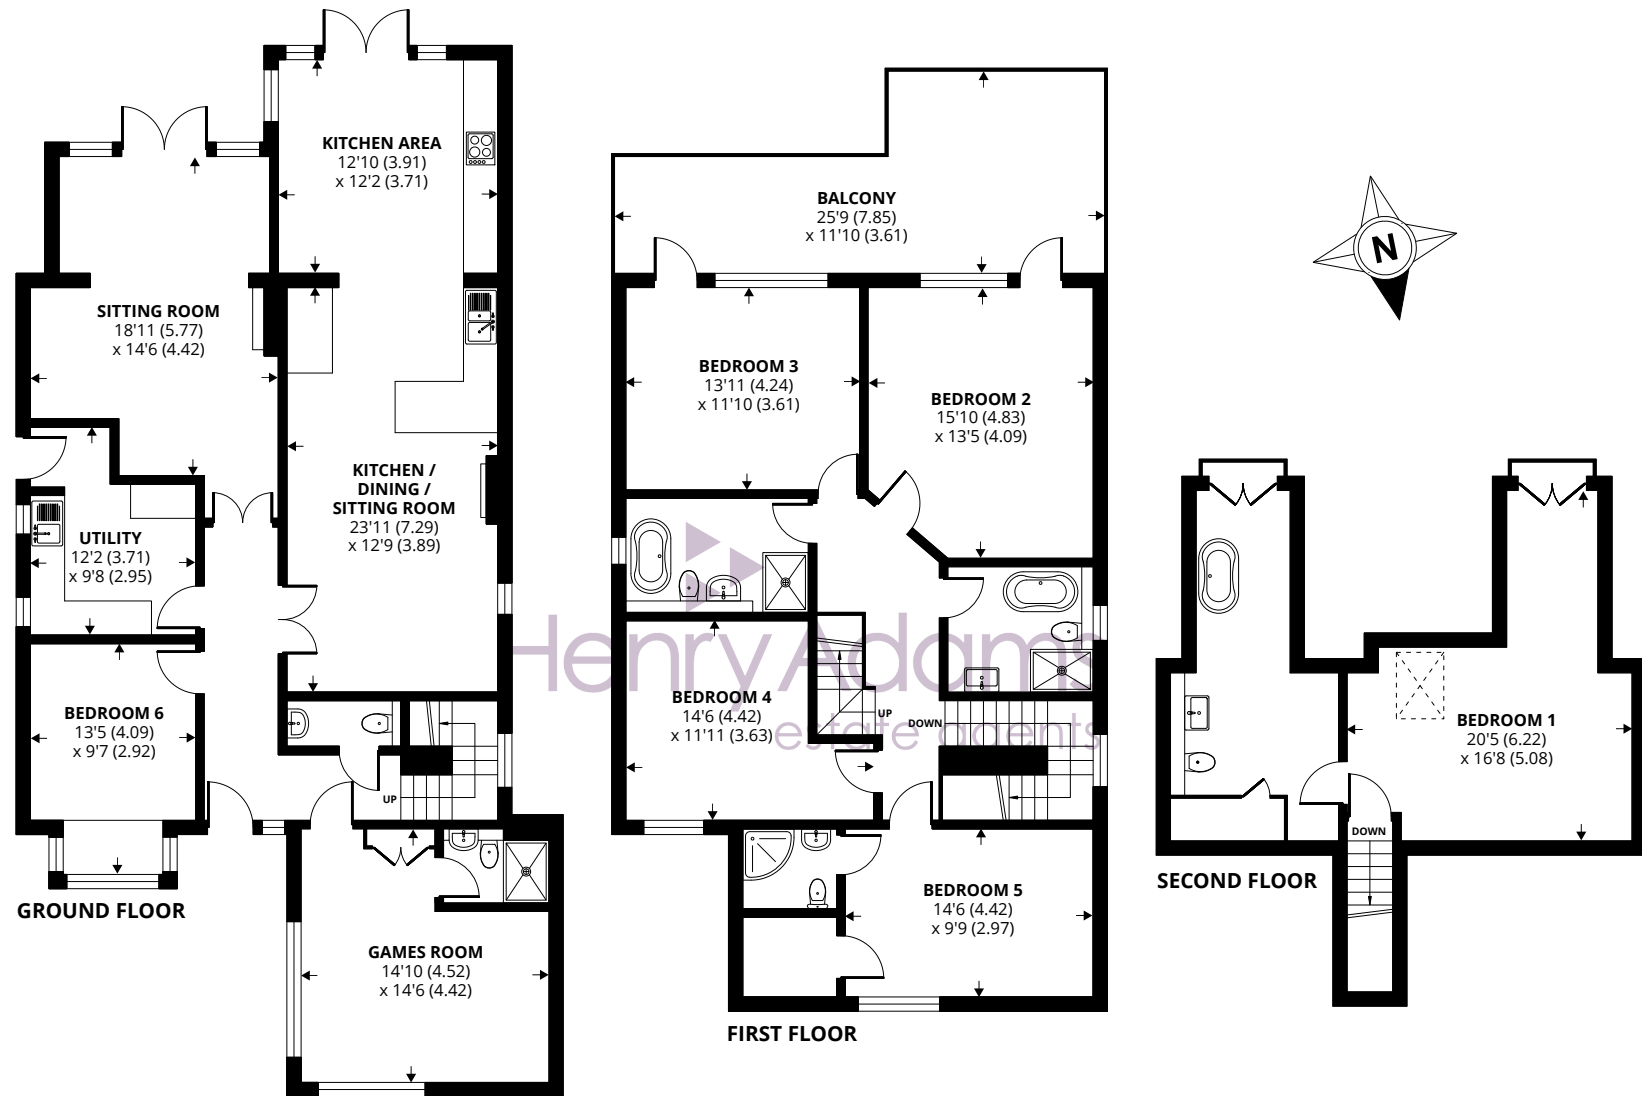 KITCHEN AREA
12'10 (3.91)
x 12'2 (3.71)
SITTING ROOM
18'11 (5.77)
x 14'6 (4.42)
KITCHEN /
DINING /
SITTING ROOM
23'11 (7.29)
x 12'9 (3.89)
UTILITY
12'2 (3.71)
x 9'8 (2.95)
BEDROOM 6
13'5 (4.09)
x 9'7 (2.92)
UP
GROUND FLOOR
GAMES ROOM
14'10 (4.52)
x 14'6 (4.42)
BALCONY
25'9 (7.85)
x 11'10 (3.61)
BEDROOM 3
13'11 (4.24)
x 11'10 (3.61)
BEDROOM 2
15'10 (4.83)
x 13'5 (4.09)
Henry Adams
estate agents
BEDROOM 4
14'6 (4.42)
x 11'11 (3.63)
UP
DOWN
BEDROOM 5
14'6 (4.42)
x 9'9 (2.97)
FIRST FLOOR
N
BEDROOM 1
20'5 (6.22)
x 16'8 (5.08)
DOWN
SECOND FLOOR